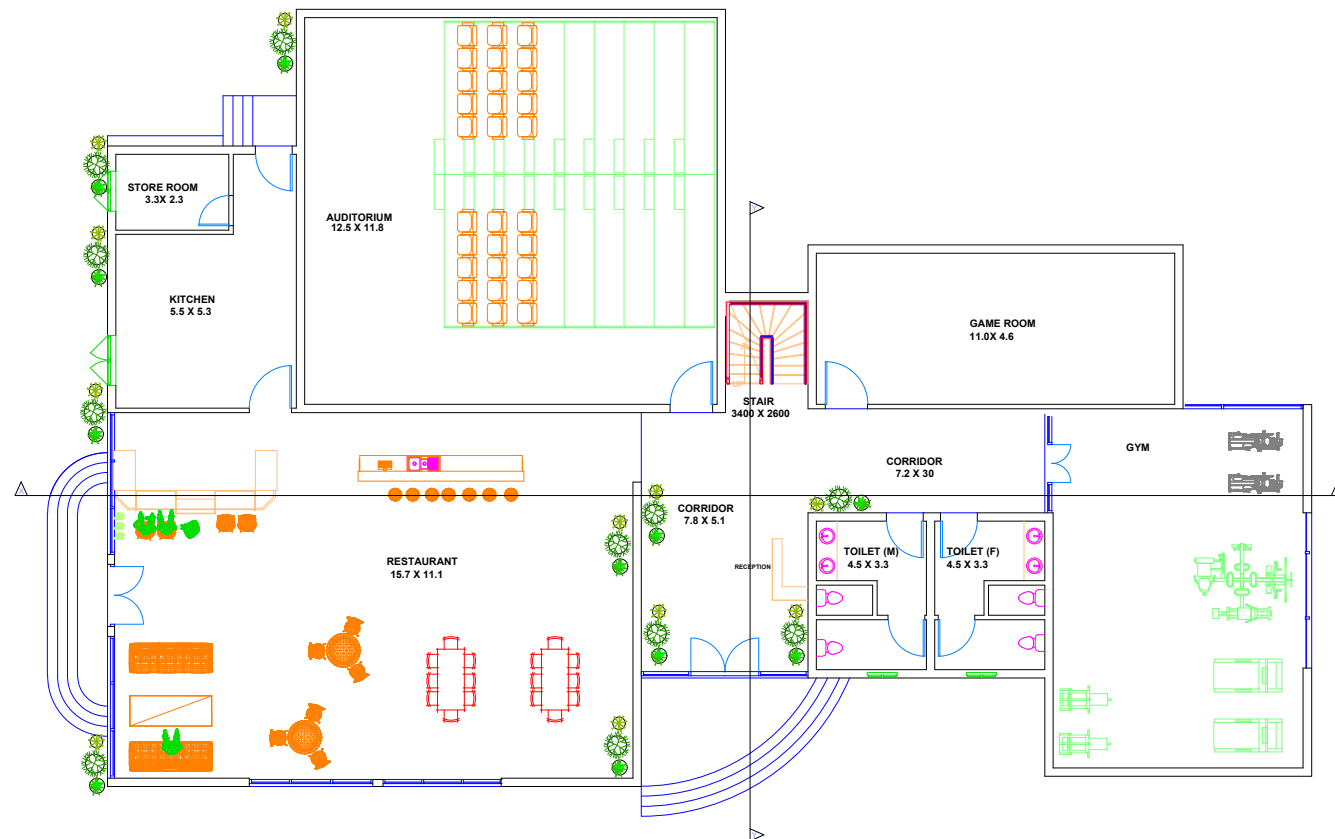 STORE ROOM
3.3X 2.3
AUDITORIUM
12.5 X 11.8
KITCHEN
5.5 X 5.3
GAME ROOM
11.0X 4.6
UP
STAIR
3400 X 2600
GYM
CORRIDOR
7.2 X 30
CORRIDOR
7.8 X 5.1
RESTAURANT
15.7 X 11.1
RECEPTION
TOILET (M)
4.5 X 3.3
TOILET (F)
4.5 X 3.3